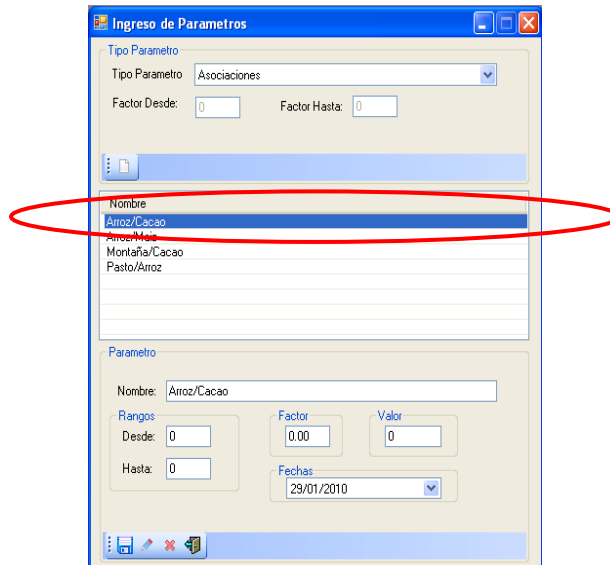 Ingreso de Parametros
Tipo Parametro
Tipo Parametro Asociaciones
Factor Desde: 0 Factor Hasta: 0
Nombre
Arroz/Cacao
Arroz/Maiz
Montaña/Cacao
Pasto/Arroz
Parametro
Nombre: Arroz/Cacao
Rangos Factor Valor
Desde: 0 0.00 0
Hasta: 0
Fechas
29/01/2010